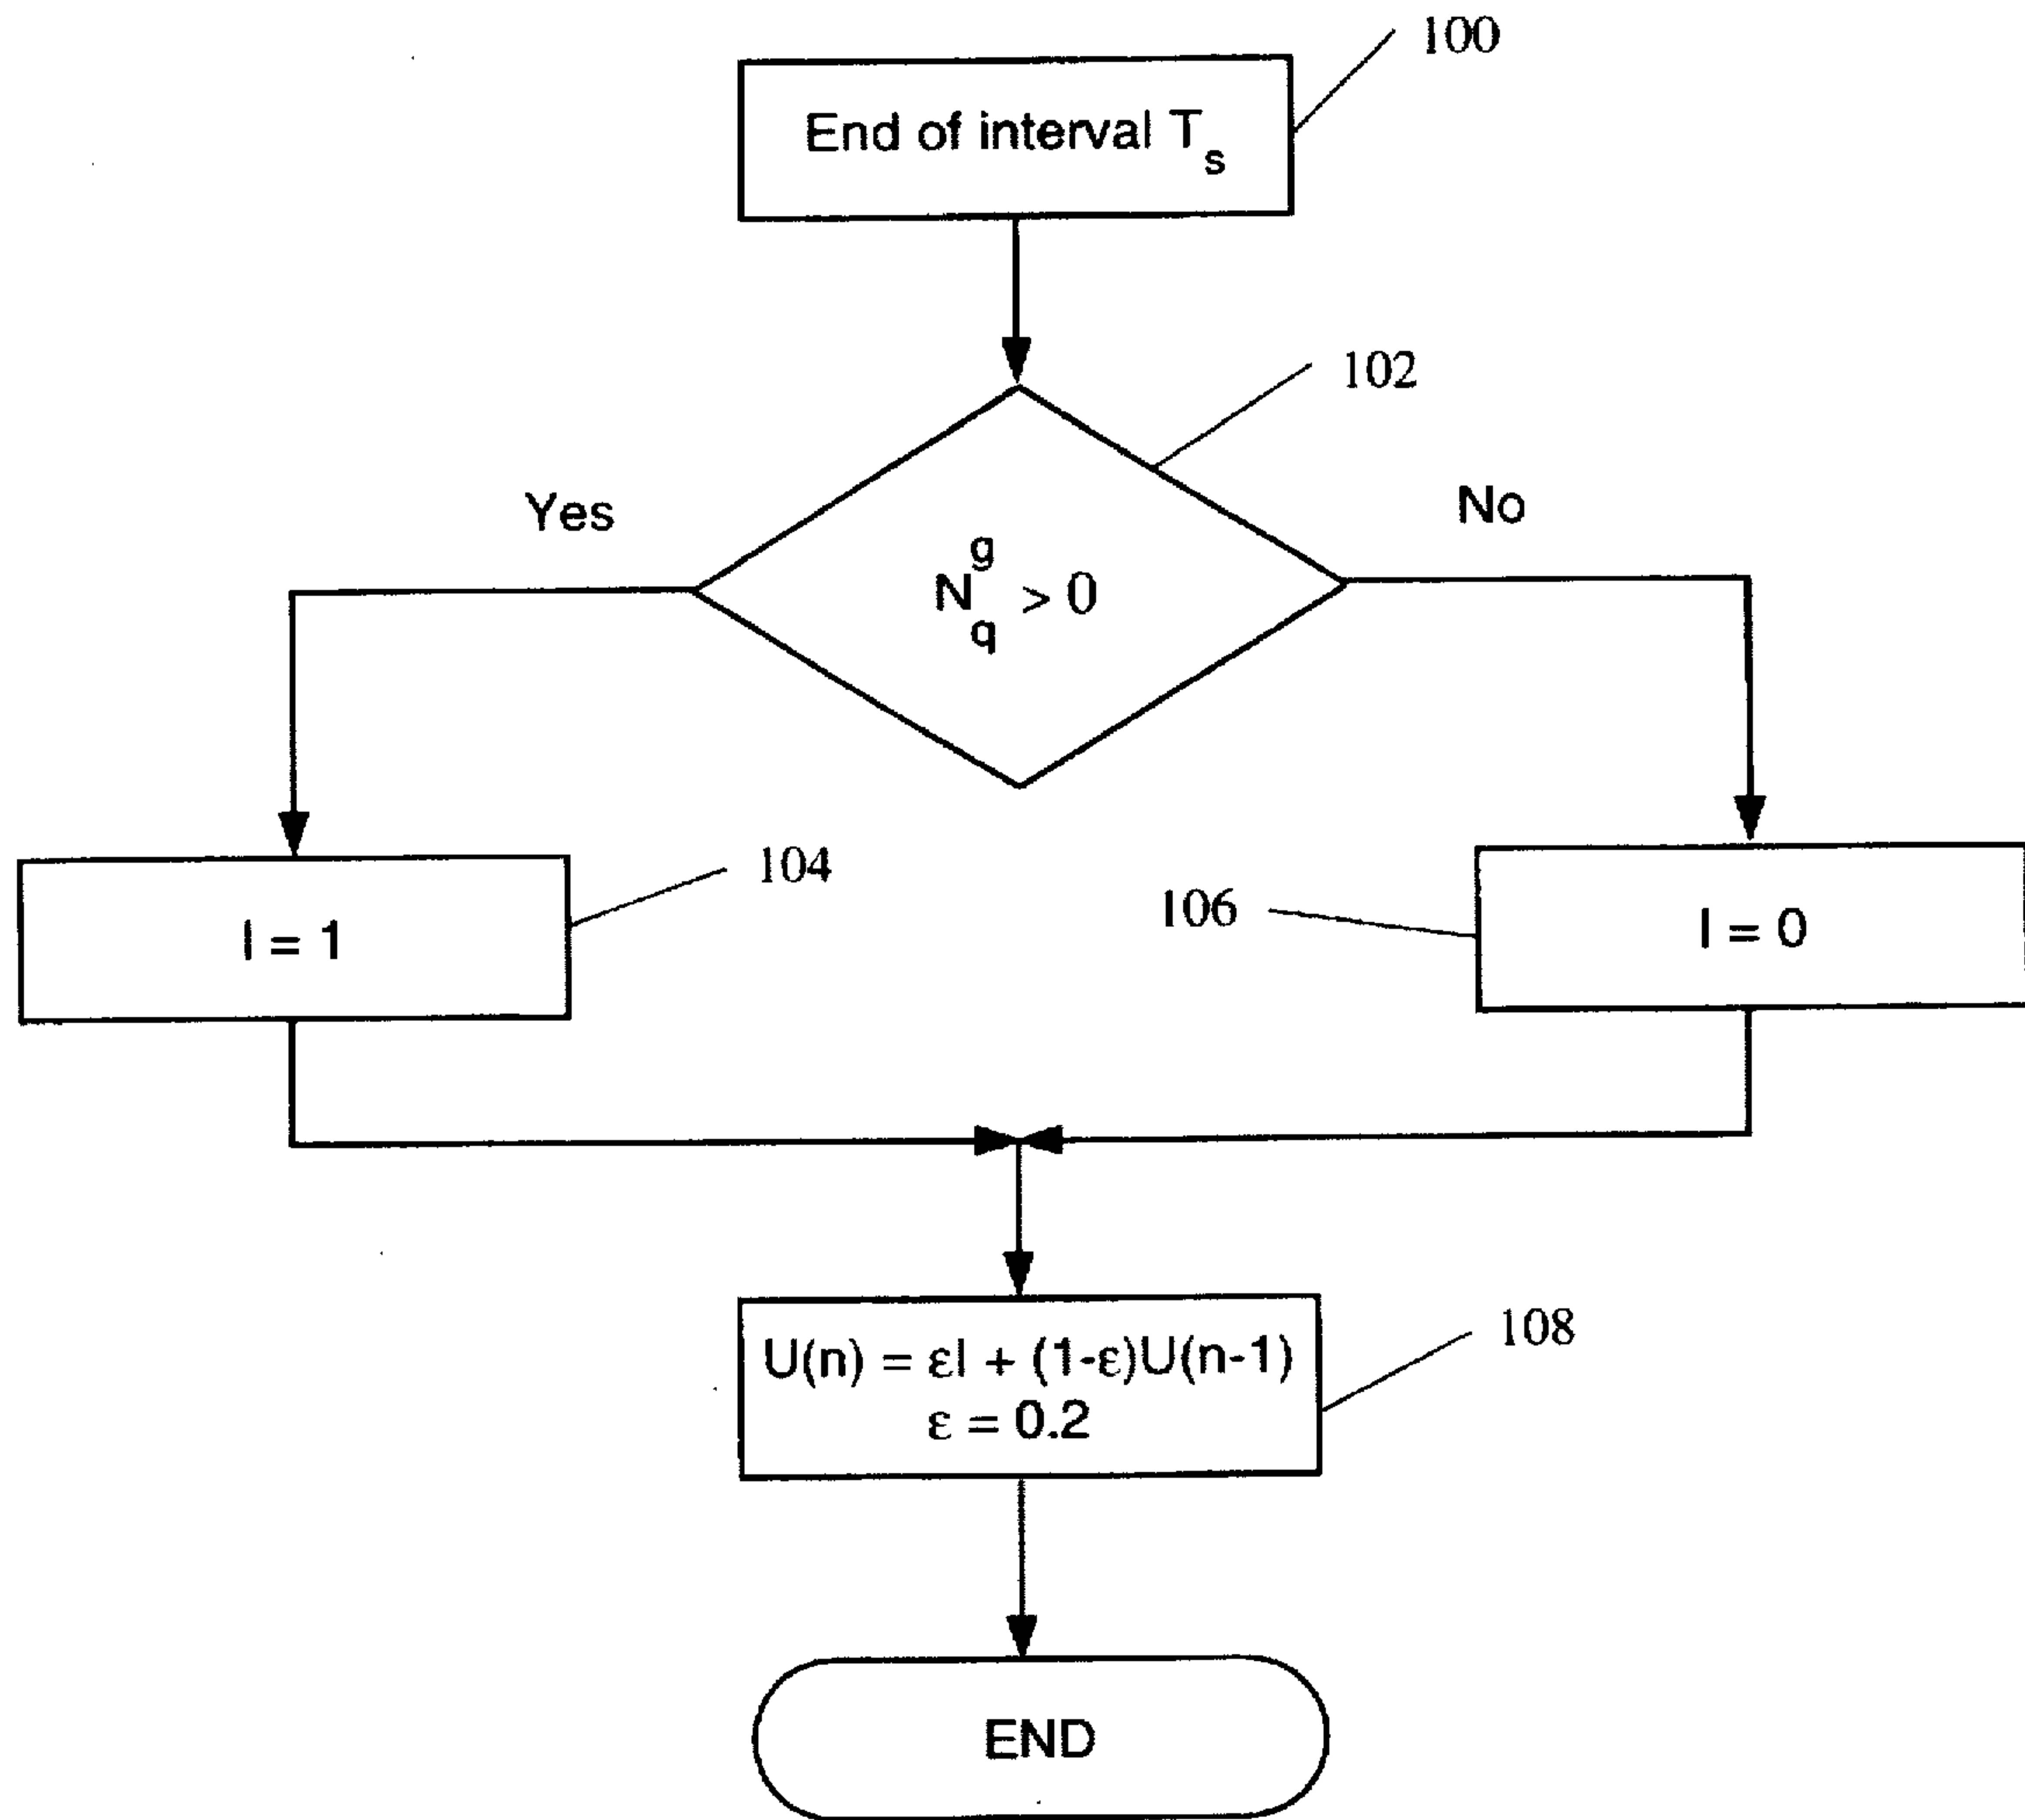 100
End of interval T_s
102
Yes
No
N_q^g > 0
104
I = 1
106
I = 0
108
U(n) = εI + (1-ε)U(n-1)
ε = 0.2
END